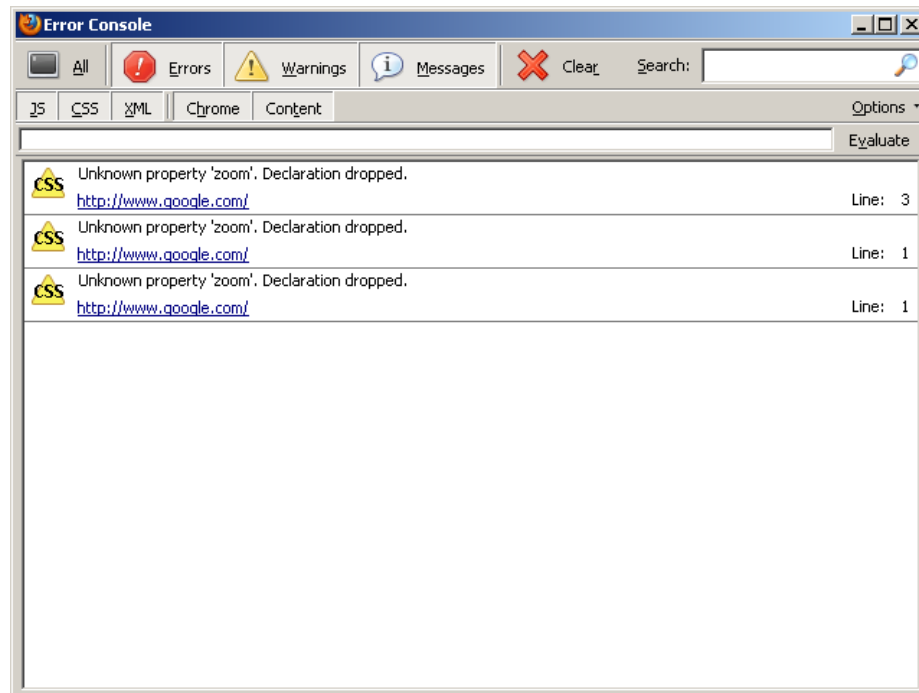 Error Console
All Errors Warnings Messages Clear Search:
JS CSS XML Chrome Content Options
Evaluate
CSS Unknown property 'zoom'. Declaration dropped.
http://www.google.com/ Line: 3
CSS Unknown property 'zoom'. Declaration dropped.
http://www.google.com/ Line: 1
CSS Unknown property 'zoom'. Declaration dropped.
http://www.google.com/ Line: 1